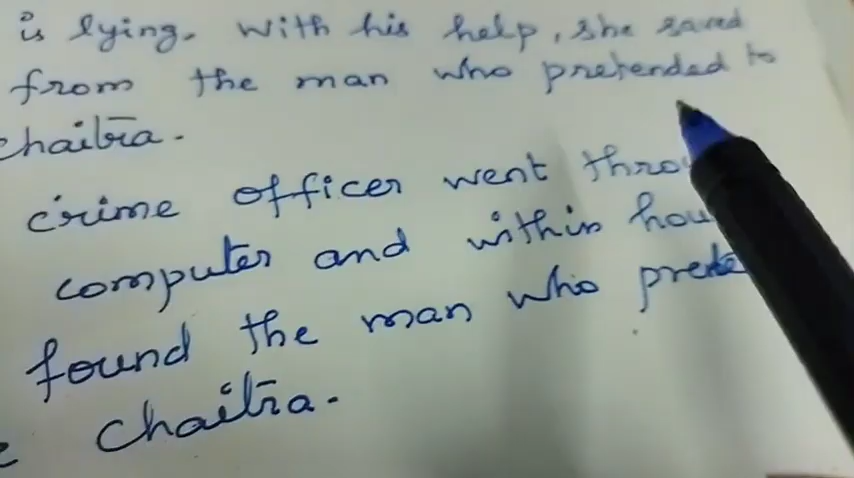 is lying. With his help, she saved
from the man who pretended to
chaitra.
crime officer went thro
computer and within hou
found the man who prete
chaitra.